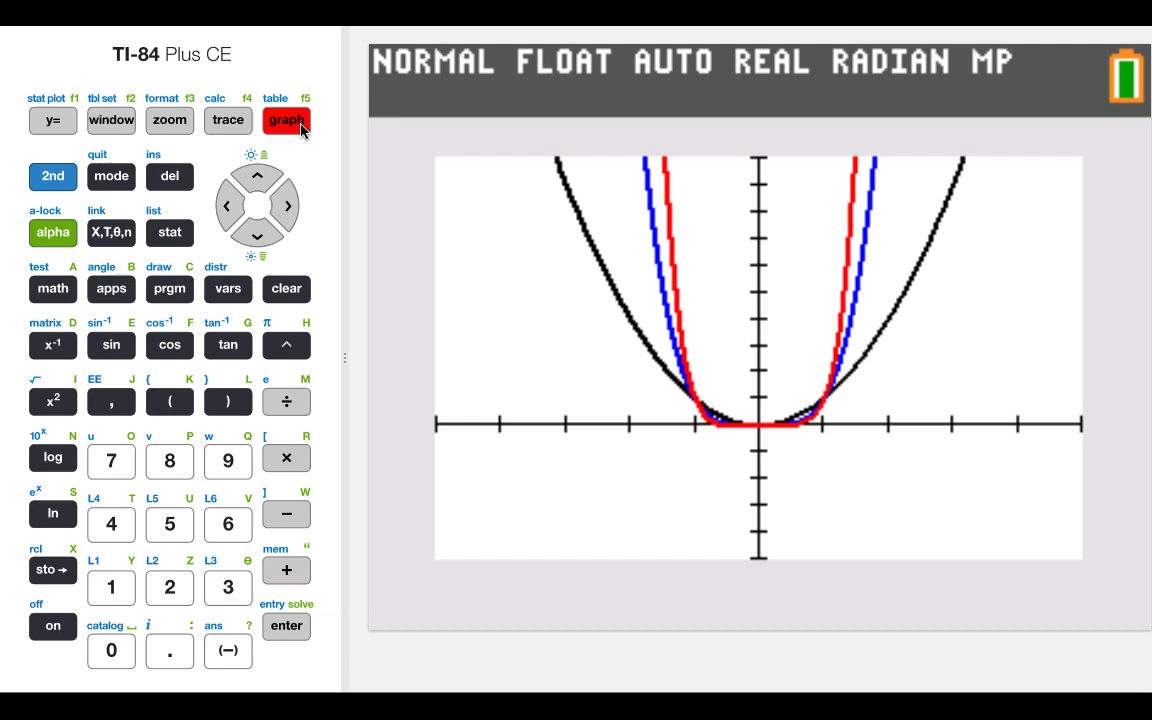 TI-84 Plus CE
NORMAL FLOAT AUTO REAL RADIAN MP
stat plot f1 tbl set f2 format f3 calc f4 table f5
y= window zoom trace graph
quit ins
2nd mode del
a-lock link list
alpha X,T,θ,n stat
test A angle B draw C distr
math apps prgm vars clear
matrix D sin⁻¹ E cos⁻¹ F tan⁻¹ G π H
x⁻¹ sin cos tan ^
√ I EE J { K } L e M
x² , ( ) ÷
10ˣ N u O v P w Q [ R
log 7 8 9 ×
eˣ S L4 T L5 U L6 V ] W
ln 4 5 6 −
rcl X L1 Y L2 Z L3 θ mem “
sto → 1 2 3 +
off catalog ⎵ i : ans ? entry solve
on 0 . (−) enter